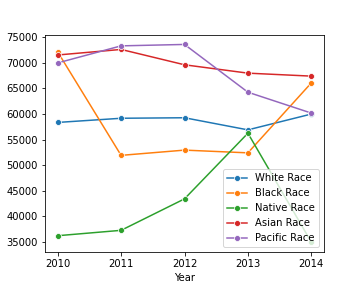 75000
70000
65000
60000
55000
50000
45000
40000
35000
2010 2011 2012 2013 2014
Year
White Race
Black Race
Native Race
Asian Race
Pacific Race